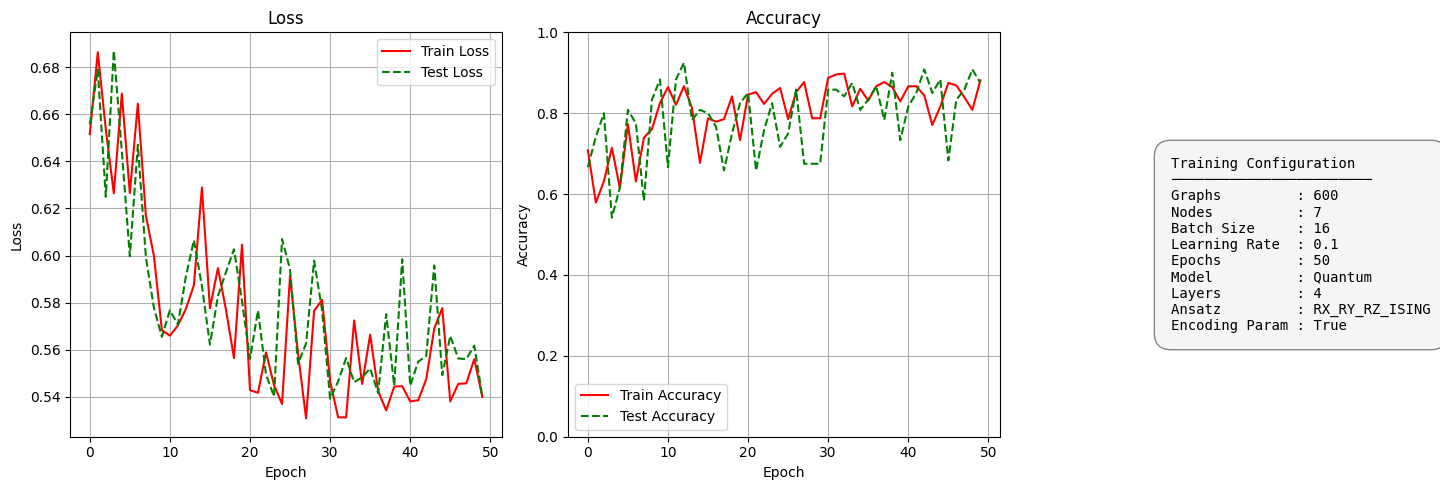 Loss
0.68
0.66
0.64
0.62
0.60
0.58
0.56
0.54
Loss
Train Loss
Test Loss
0 10 20 30 40 50
Epoch
Accuracy
1.0
0.8
0.6
0.4
0.2
0.0
Accuracy
Train Accuracy
Test Accuracy
0 10 20 30 40 50
Epoch
Training Configuration
Graphs : 600
Nodes : 7
Batch Size : 16
Learning Rate : 0.1
Epochs : 50
Model : Quantum
Layers : 4
Ansatz : RX_RY_RZ_ISING
Encoding Param : True